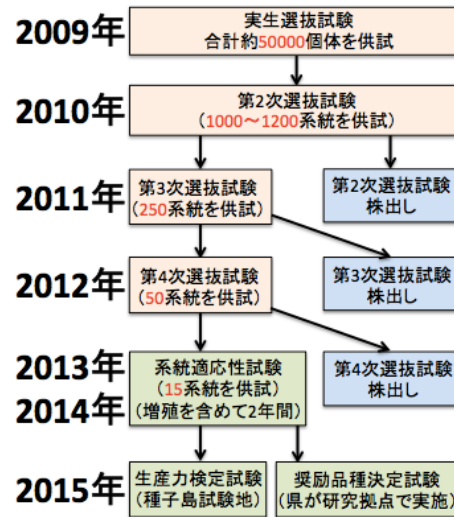 2009年
実生選抜試験
合計約50000個体を供試
2010年
第2次選抜試験
（1000〜1200系統を供試）
2011年
第3次選抜試験
（250系統を供試）
第2次選抜試験
株出し
2012年
第4次選抜試験
（50系統を供試）
第3次選抜試験
株出し
2013年
2014年
系統適応性試験
（15系統を供試）
（増殖を含めて2年間）
第4次選抜試験
株出し
2015年
生産力検定試験
（種子島試験地）
奨励品種決定試験
（県が研究拠点で実施）